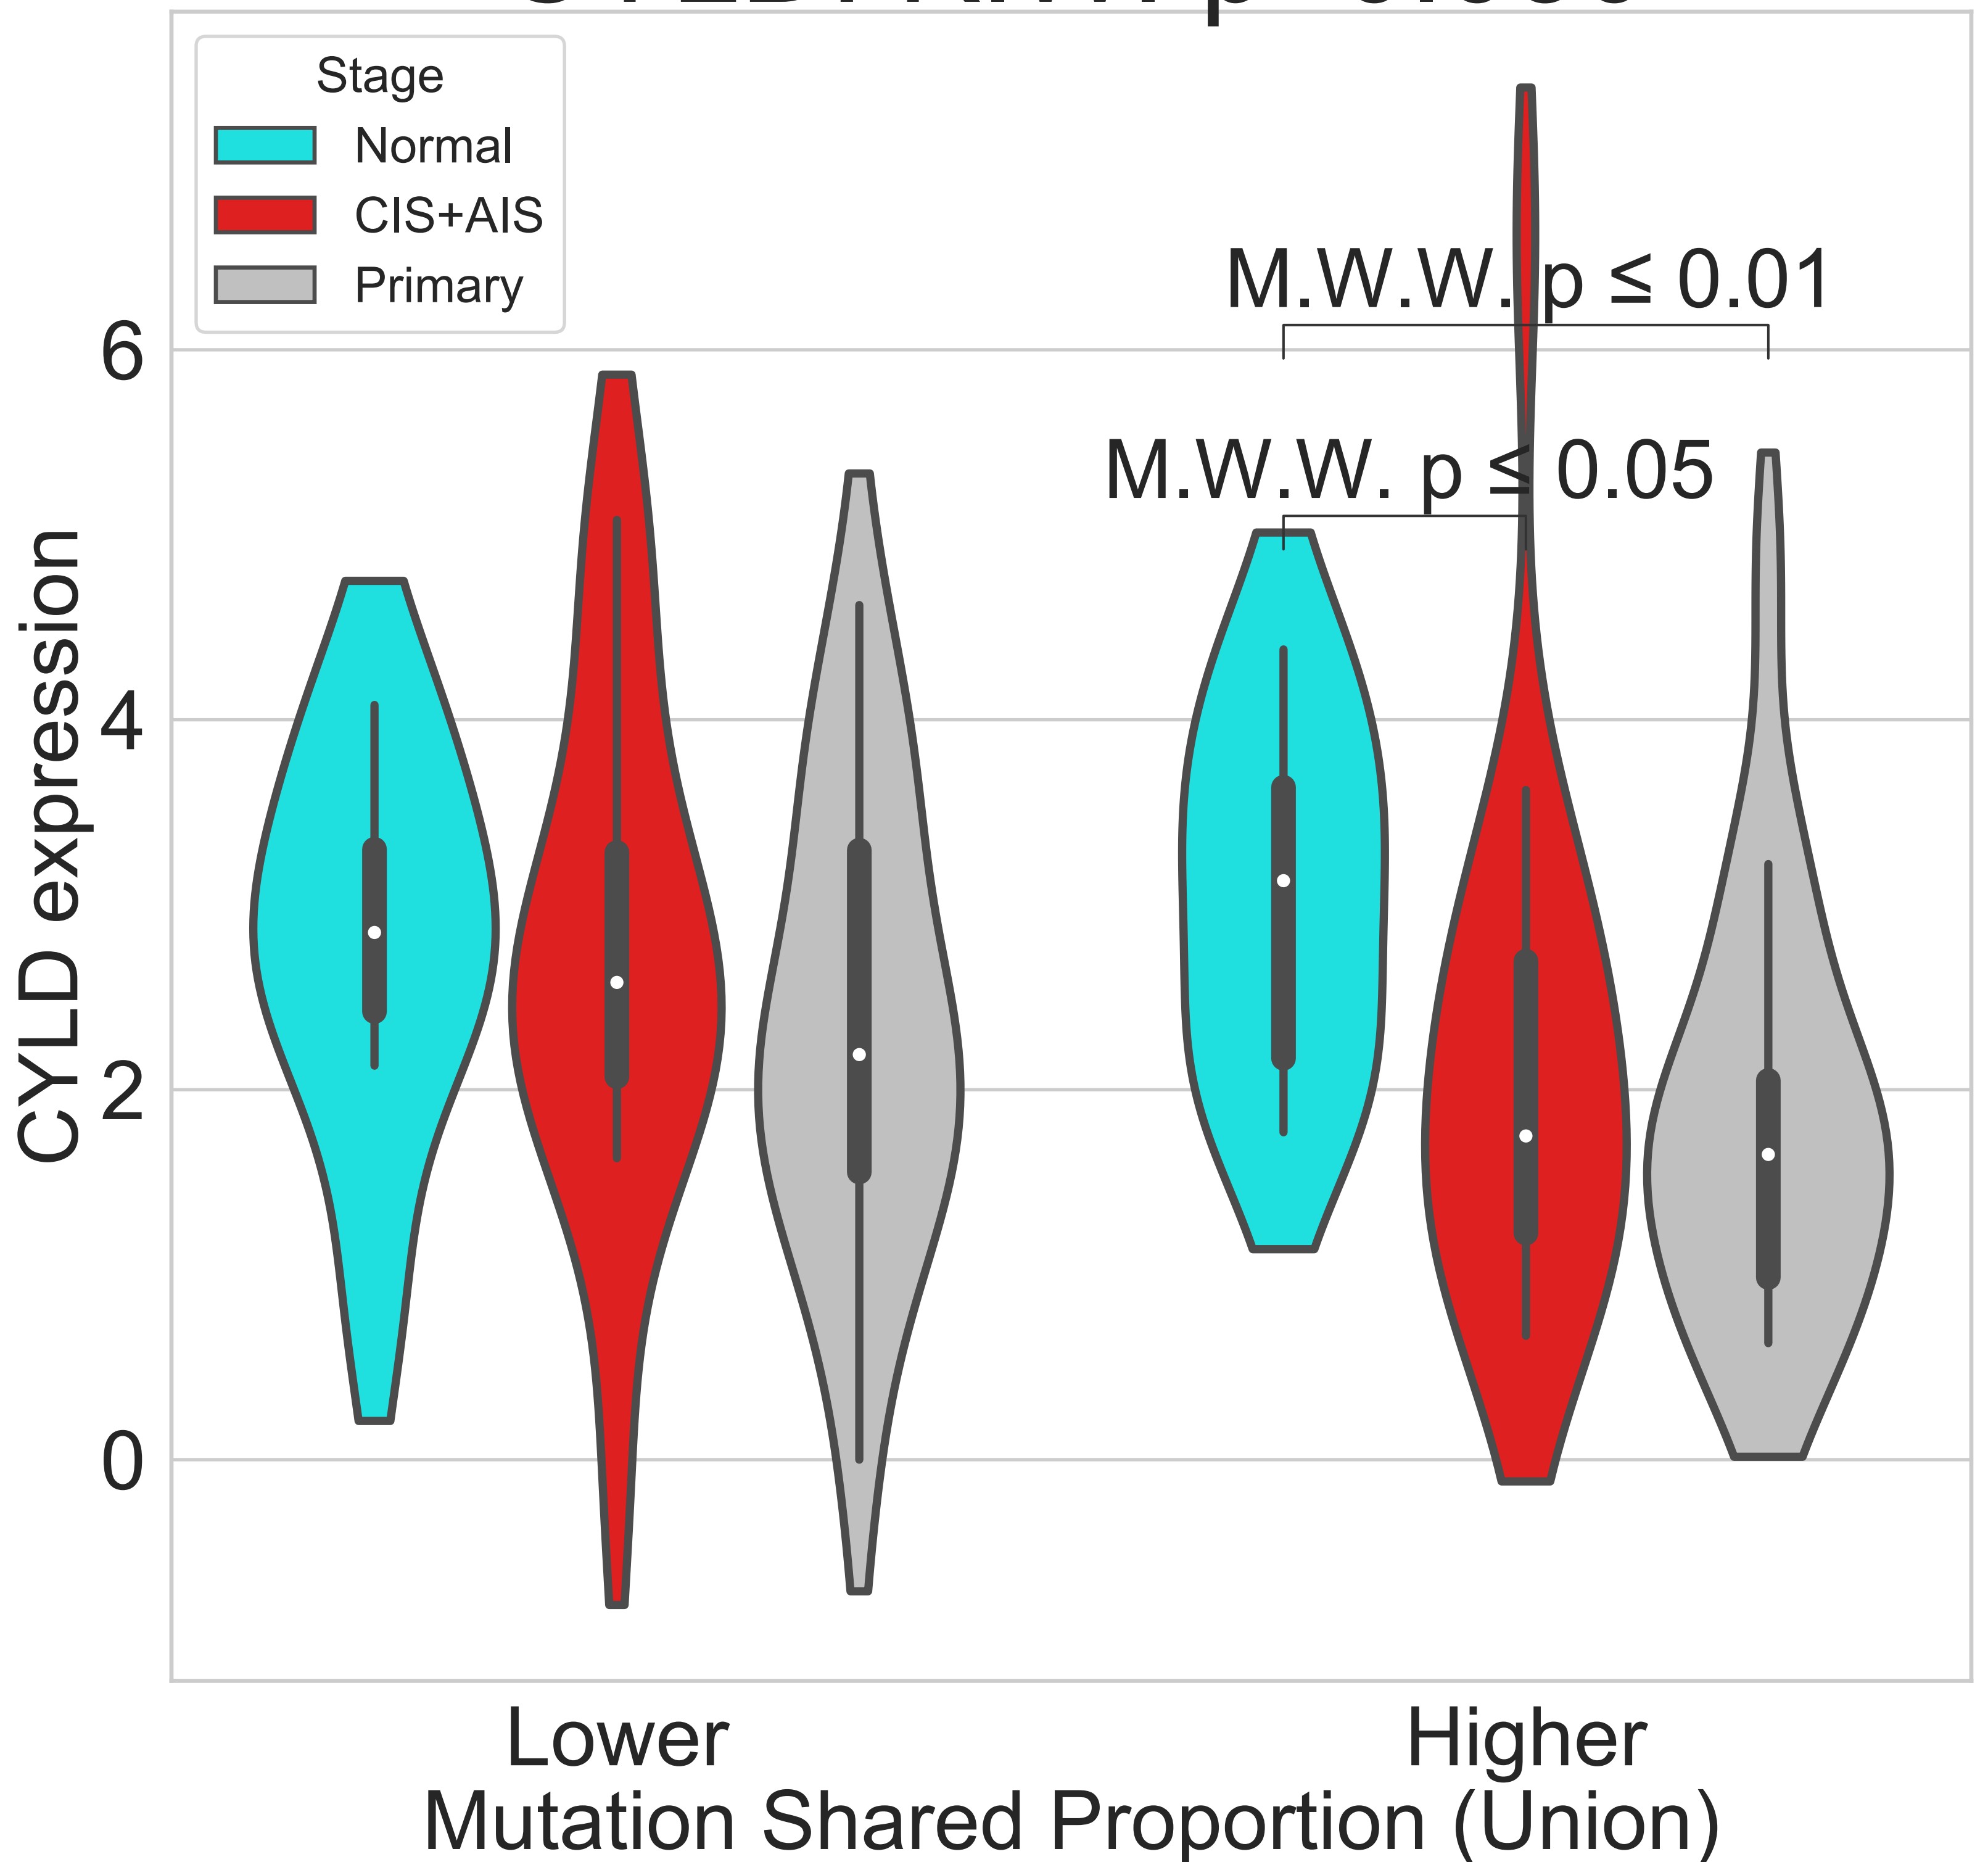 Stage
Normal
CIS+AIS
Primary
M.W.W. p ≤ 0.01
M.W.W. p ≤ 0.05
6
4
2
0
CYLD expression
Lower
Higher
Mutation Shared Proportion (Union)